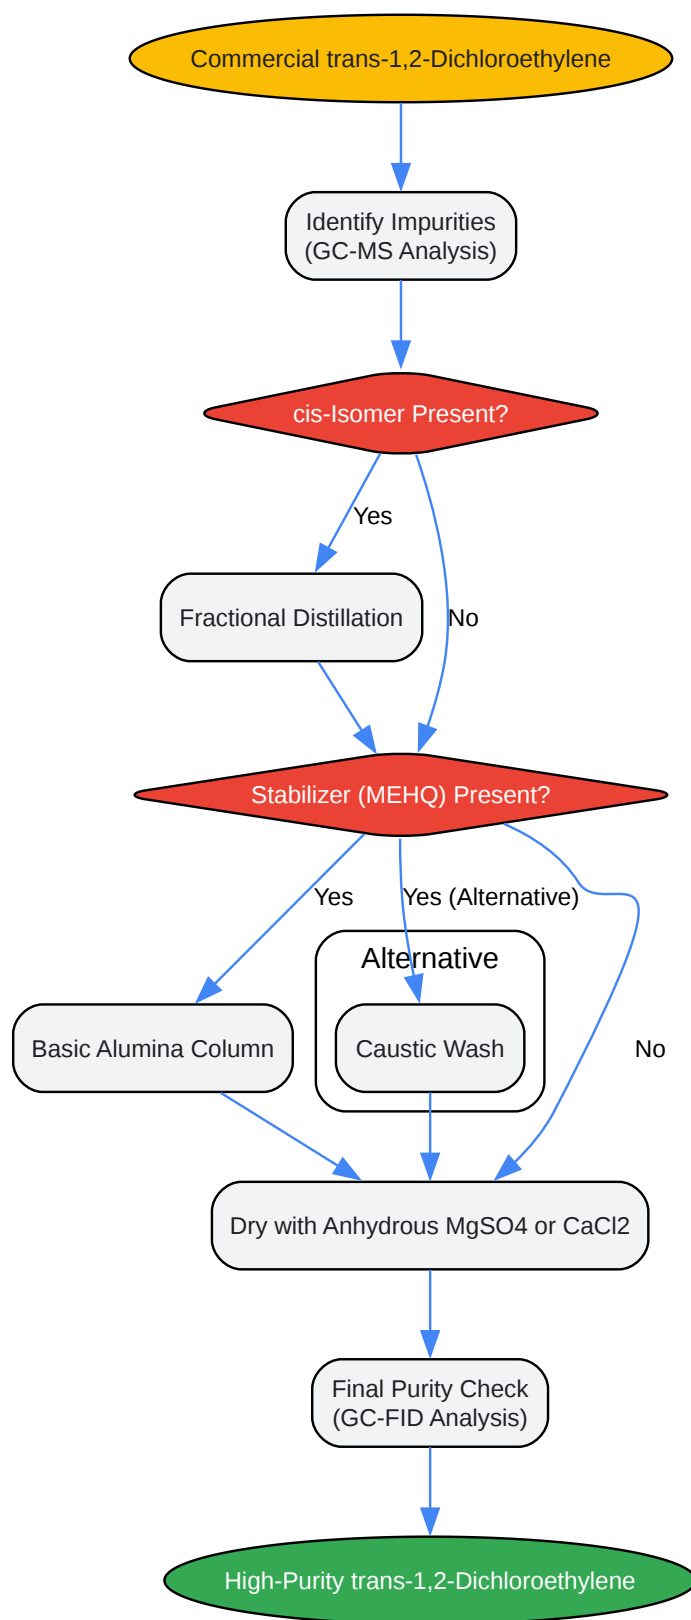 Commercial trans-1,2-Dichloroethylene
Identify Impurities
(GC-MS Analysis)
cis-Isomer Present?
Yes
Fractional Distillation
No
Stabilizer (MEHQ) Present?
Yes
Yes (Alternative)
Alternative
Basic Alumina Column
Caustic Wash
No
Dry with Anhydrous MgSO4 or CaCl2
Final Purity Check
(GC-FID Analysis)
High-Purity trans-1,2-Dichloroethylene